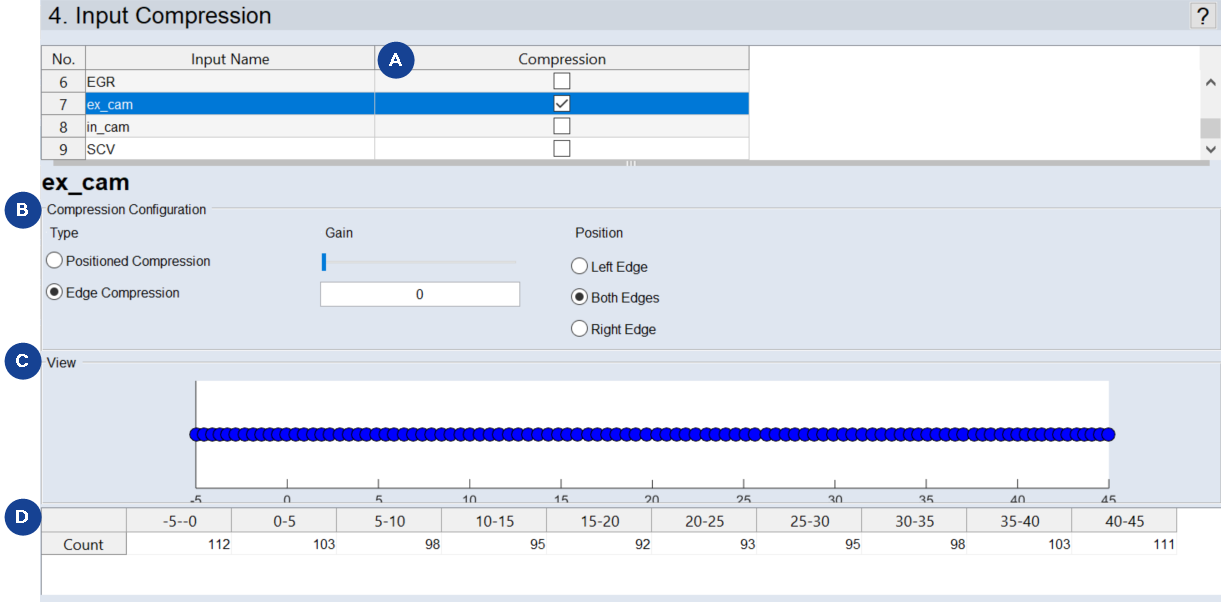 4. Input Compression ?
No. Input Name A Compression
6 EGR
7 ex_cam
8 in_cam
9 SCV
ex_cam
B Compression Configuration
Type Gain Position
Positioned Compression Left Edge
Edge Compression 0 Both Edges
Right Edge
C View
-5 0 5 10 15 20 25 30 35 40 45
D -5--0 0-5 5-10 10-15 15-20 20-25 25-30 30-35 35-40 40-45
Count 112 103 98 95 92 93 95 98 103 111